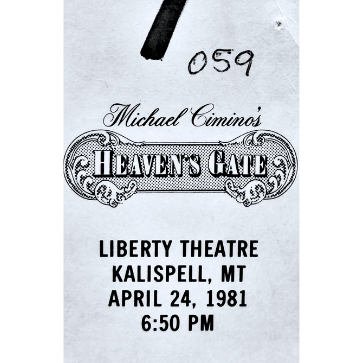 059
Michael Cimino's
HEAVEN'S GATE
LIBERTY THEATRE
KALISPELL, MT
APRIL 24, 1981
6:50 PM